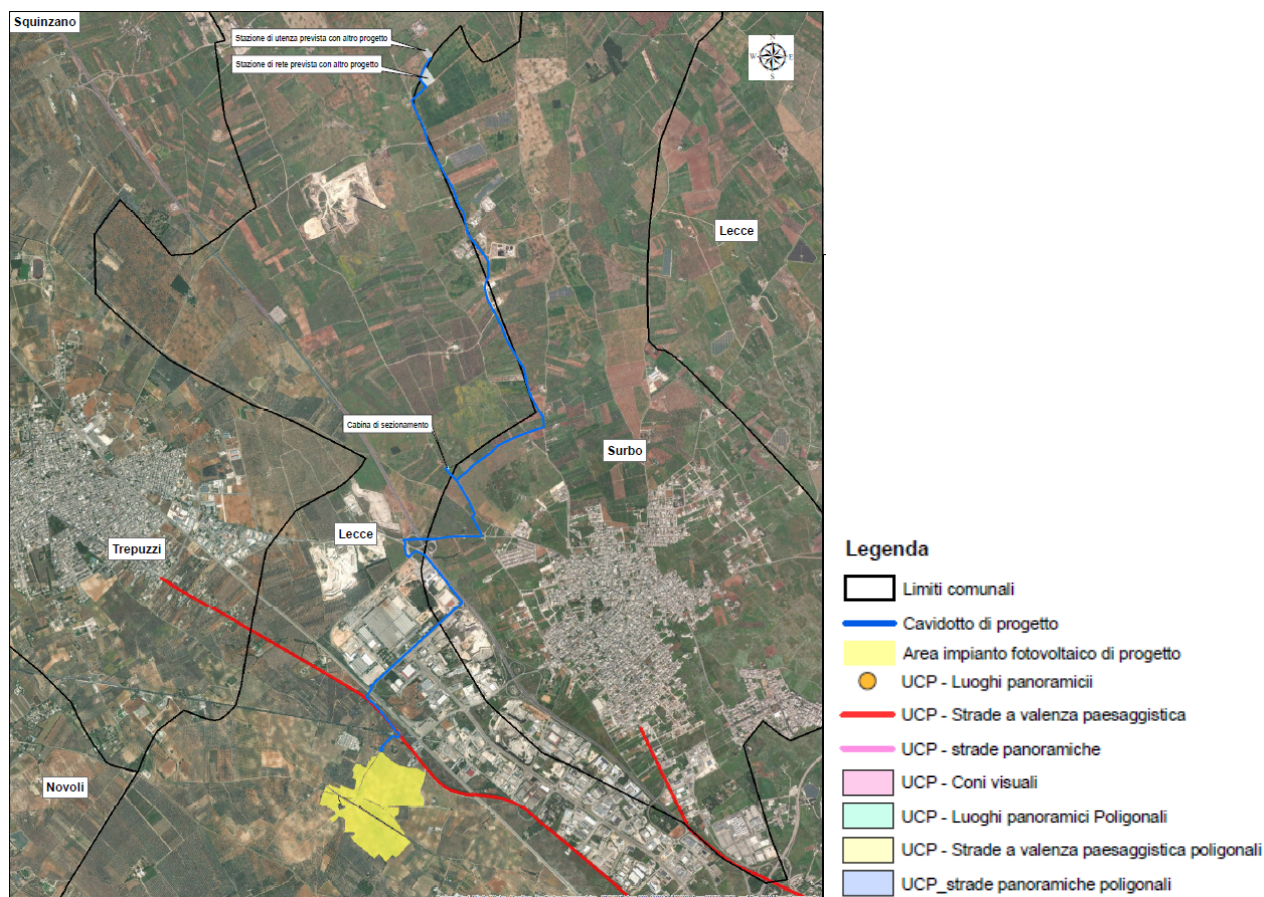 Squinzano
Stazione di utenza prevista con altro progetto
Stazione di rete prevista con altro progetto
N
W E
S
Lecce
Cabina di sezionamento
Surbo
Lecce
Trepuzzi
Novoli
Legenda
Limiti comunali
Cavidotto di progetto
Area impianto fotovoltaico di progetto
UCP - Luoghi panoramicii
UCP - Strade a valenza paesaggistica
UCP - strade panoramiche
UCP - Coni visuali
UCP - Luoghi panoramici Poligonali
UCP - Strade a valenza paesaggistica poligonali
UCP_strade panoramiche poligonali